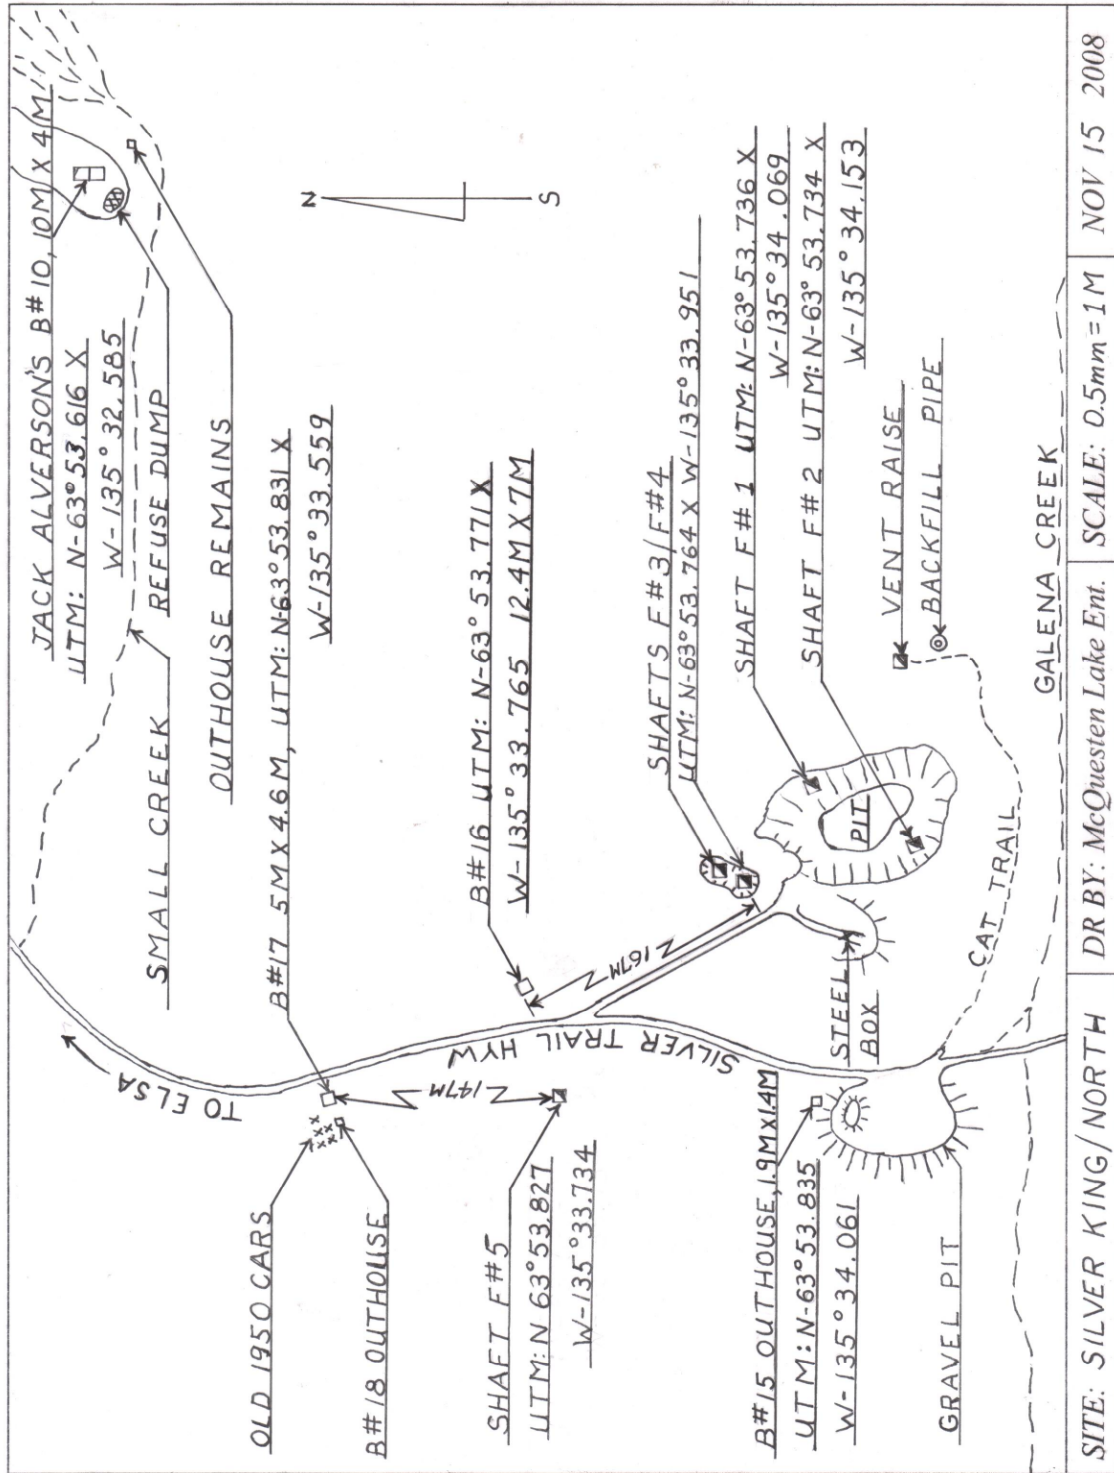 JACK ALVERSON'S B#10, 10M X 4M
UTM: N-63° 53.616 X
W-135° 32.585
REFUSE DUMP
SMALL CREEK
OUTHOUSE REMAINS
TO ELSA
B#17 5M X 4.6M, UTM: N-63° 53.831 X
W-135° 33.559
OLD 1950 CARS
B#18 OUTHOUSE
N
S
147M
SILVER TRAIL HYW
B#16 UTM: N-63° 53.771 X
W-135° 33.765 12.4M X 7M
167M
SHAFT F#5
UTM: N 63° 53.827
W-135° 33.734
SHAFTS F#3/F#4
UTM: N-63° 53.764 X W-135° 33.951
SHAFT F#1 UTM: N-63° 53.736 X
W-135° 34.069
SHAFT F#2 UTM: N-63° 53.734 X
W-135° 34.153
PIT
STEEL
BOX
B#15 OUTHOUSE, 1.9M X 1.4M
UTM: N-63° 53.835
W-135° 34.061
GRAVEL PIT
VENT RAISE
BACKFILL PIPE
CAT TRAIL
GALENA CREEK
SITE: SILVER KING/NORTH
DR BY: McQuesten Lake Ent.
SCALE: 0.5mm = 1M
NOV 15 2008